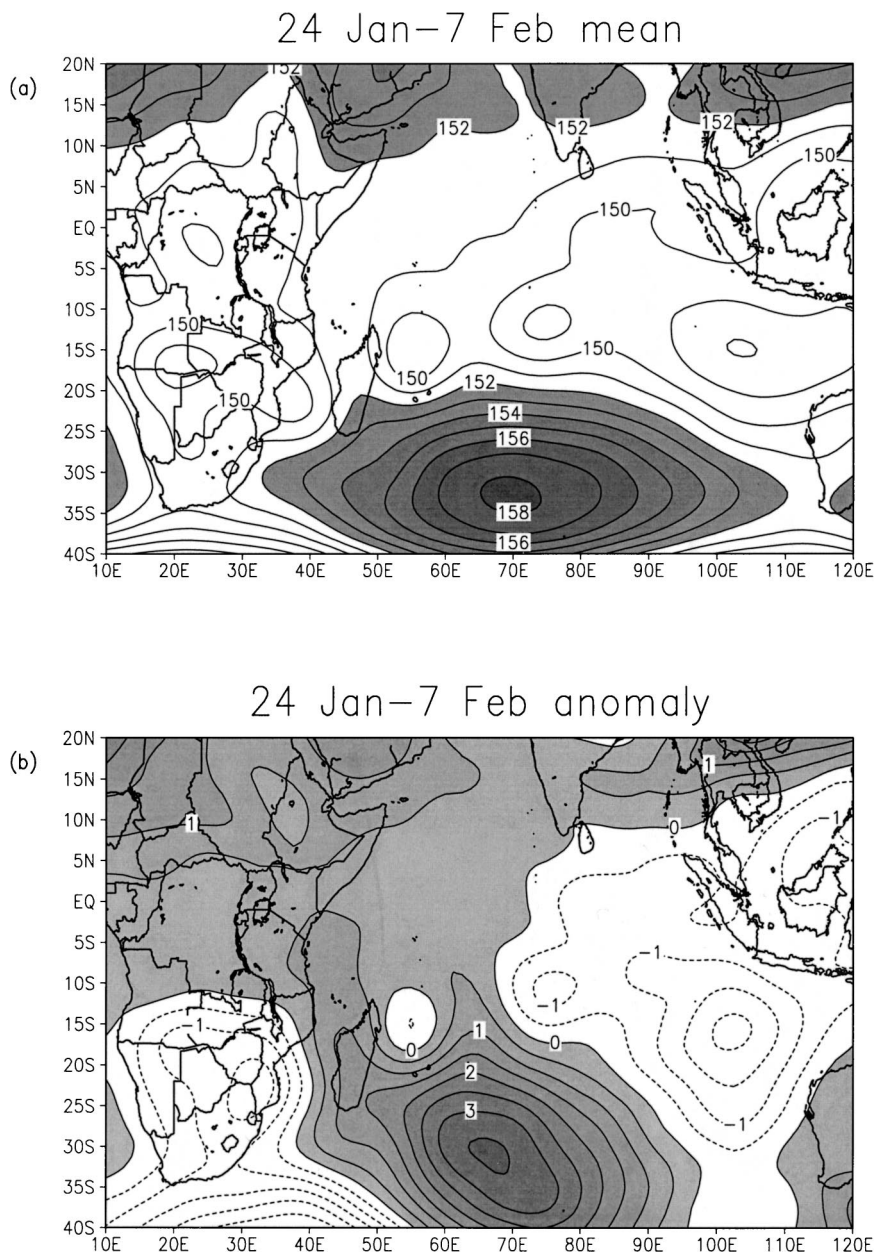 24 Jan–7 Feb mean
(a)
20N
15N
10N
5N
EQ
5S
10S
15S
20S
25S
30S
35S
40S
152
152
152
152
150
150
150
150
150
150
152
154
156
158
156
10E 20E 30E 40E 50E 60E 70E 80E 90E 100E 110E 120E
24 Jan–7 Feb anomaly
(b)
20N
15N
10N
5N
EQ
5S
10S
15S
20S
25S
30S
35S
40S
1
1
0
-1
-1
-1
-1
0
1
0
2
3
-1
10E 20E 30E 40E 50E 60E 70E 80E 90E 100E 110E 120E